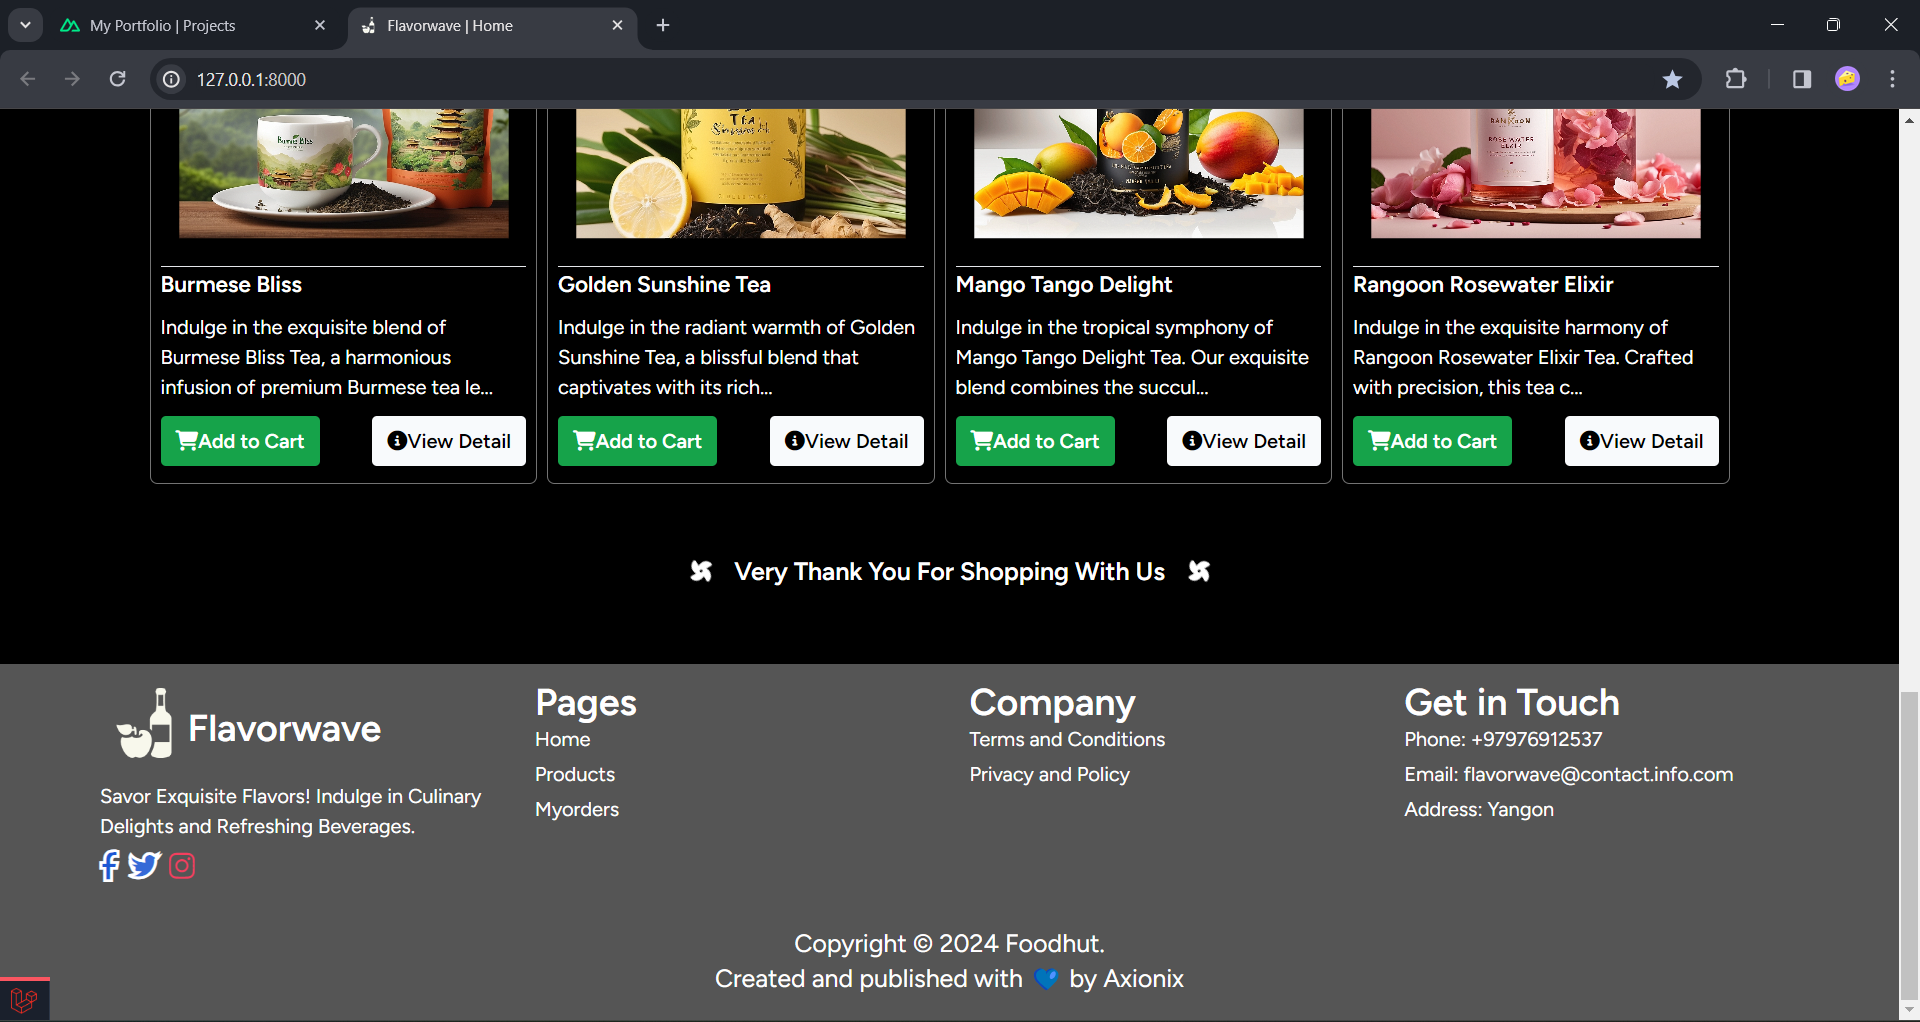 My Portfolio | Projects
Flavorwave | Home
127.0.0.1:8000
Burmese Bliss
Golden Sunshine Tea
Mango Tango Delight
Rangoon Rosewater Elixir
Indulge in the exquisite blend of
Burmese Bliss Tea, a harmonious
infusion of premium Burmese tea le...
Indulge in the radiant warmth of Golden
Sunshine Tea, a blissful blend that
captivates with its rich...
Indulge in the tropical symphony of
Mango Tango Delight Tea. Our exquisite
blend combines the succul...
Indulge in the exquisite harmony of
Rangoon Rosewater Elixir Tea. Crafted
with precision, this tea c...
Add to Cart
View Detail
Add to Cart
View Detail
Add to Cart
View Detail
Add to Cart
View Detail
Very Thank You For Shopping With Us
Flavorwave
Savor Exquisite Flavors! Indulge in Culinary
Delights and Refreshing Beverages.
Pages
Home
Products
Myorders
Company
Terms and Conditions
Privacy and Policy
Get in Touch
Phone: +97976912537
Email: flavorwave@contact.info.com
Address: Yangon
Copyright © 2024 Foodhut.
Created and published with 💙 by Axionix